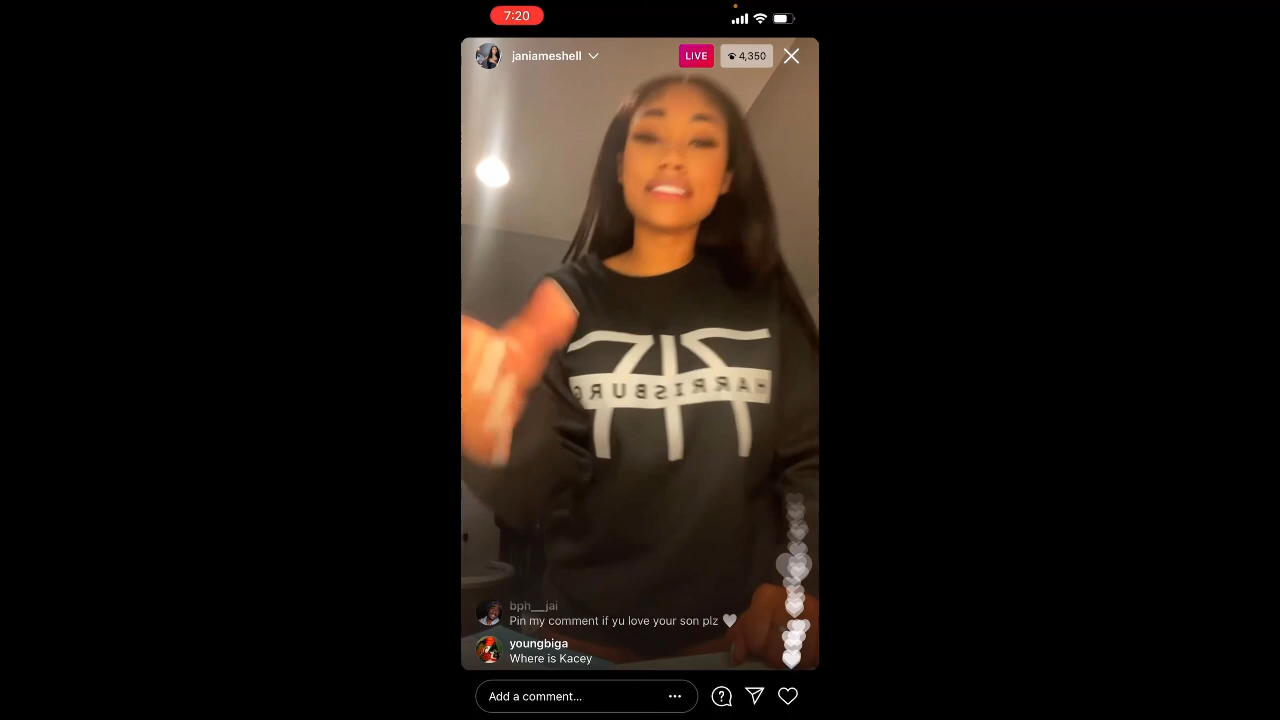 7:20
janiameshell
LIVE
4,350
HARRISBURG
bph__jai
Pin my comment if yu love your son plz 🤍
youngbiga
Where is Kacey
Add a comment...